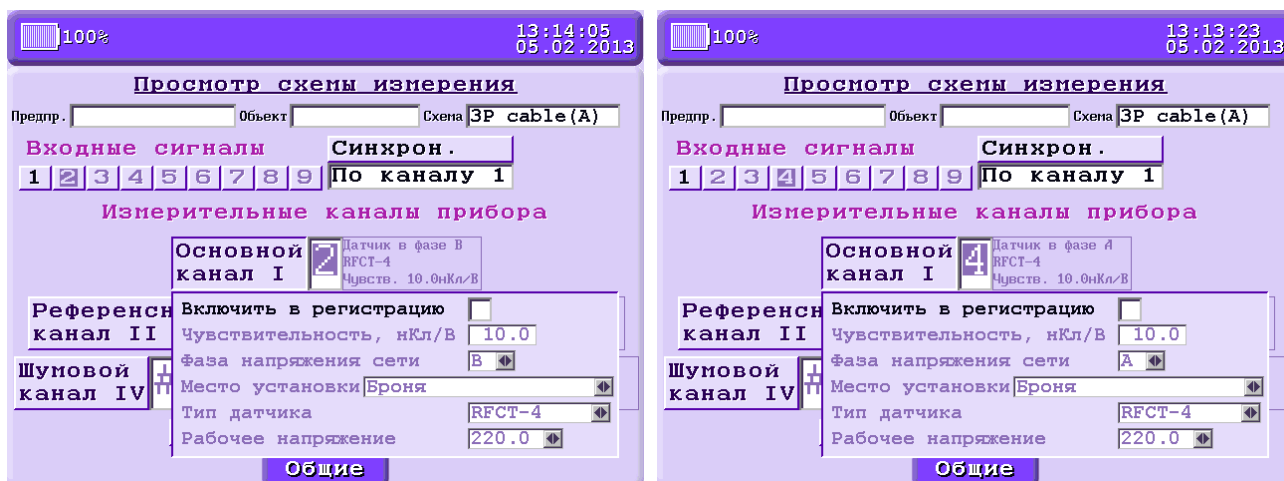 100%
13:14:05
05.02.2013
Просмотр схемы измерения
Предпр.
Объект
Схема 3P cable(A)
Входные сигналы
Синхрон.
1 2 3 4 5 6 7 8 9
По каналу 1
Измерительные каналы прибора
Основной
канал I
2
Датчик в фазе B
RFCT-4
Чувств. 10.0нКл/В
Референсн
канал II
Шумовой
канал IV
#
Включить в регистрацию
Чувствительность, нКл/В 10.0
Фаза напряжения сети B
Место установки Броня
Тип датчика RFCT-4
Рабочее напряжение 220.0
Общие
100%
13:13:23
05.02.2013
Просмотр схемы измерения
Предпр.
Объект
Схема 3P cable(A)
Входные сигналы
Синхрон.
1 2 3 4 5 6 7 8 9
По каналу 1
Измерительные каналы прибора
Основной
канал I
4
Датчик в фазе A
RFCT-4
Чувств. 10.0нКл/В
Референсн
канал II
Шумовой
канал IV
#
Включить в регистрацию
Чувствительность, нКл/В 10.0
Фаза напряжения сети A
Место установки Броня
Тип датчика RFCT-4
Рабочее напряжение 220.0
Общие